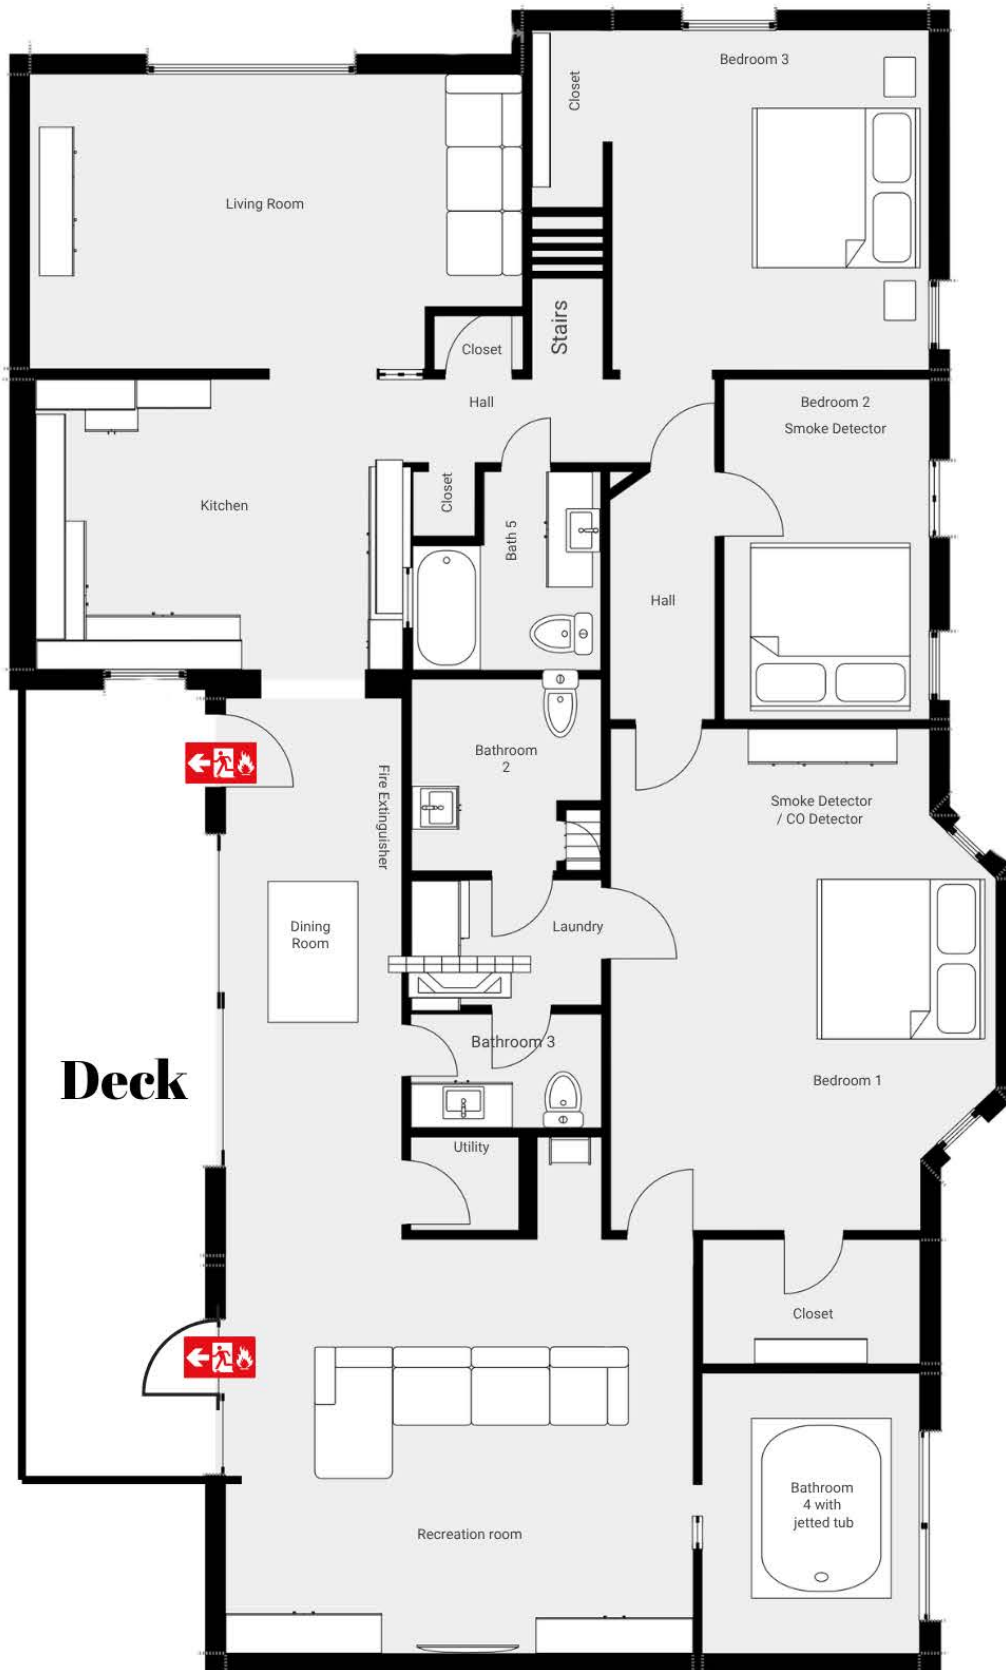 Bedroom 3
Closet
Living Room
Stairs
Closet
Hall
Bedroom 2
Smoke Detector
Kitchen
Closet
Bath 5
Hall
Bathroom
2
Fire Extinguisher
Smoke Detector
/ CO Detector
Dining
Room
Laundry
Bathroom 3
Deck
Bedroom 1
Utility
Closet
Bathroom
4 with
jetted tub
Recreation room